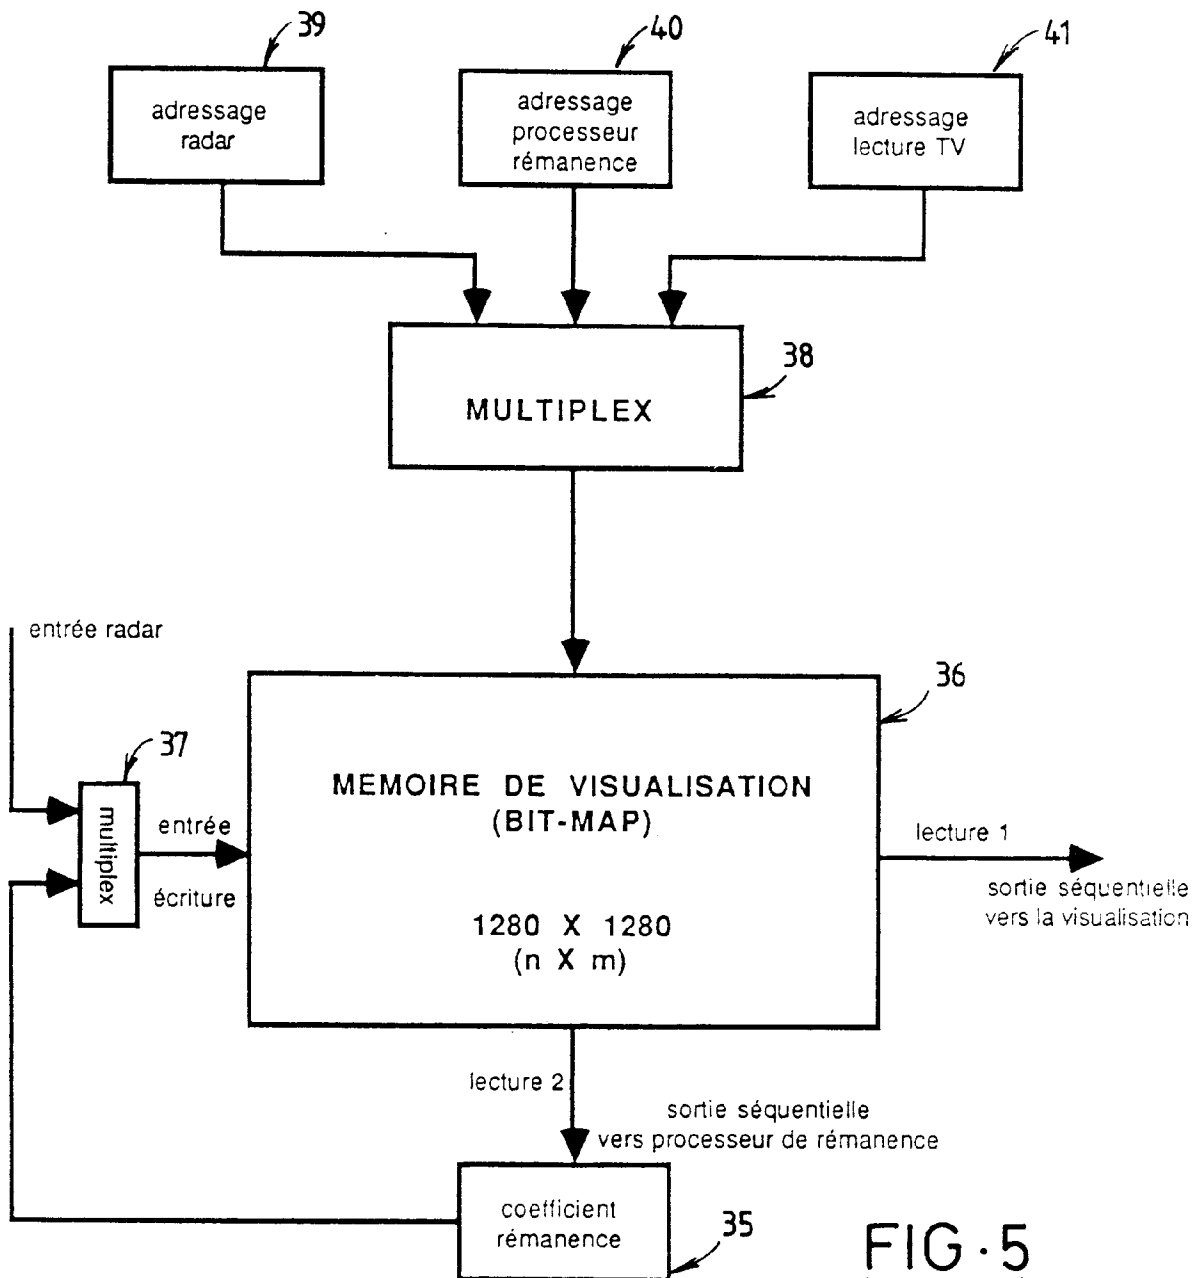 39
40
41
adressage
radar
adressage
processeur
rémanence
adressage
lecture TV
38
MULTIPLEX
entrée radar
36
37
multiplex
entrée
écriture
MEMOIRE DE VISUALISATION
(BIT-MAP)
1280 X 1280
(n X m)
lecture 1
sortie séquentielle
vers la visualisation
lecture 2
sortie séquentielle
vers processeur de rémanence
coefficient
rémanence
35
FIG.5